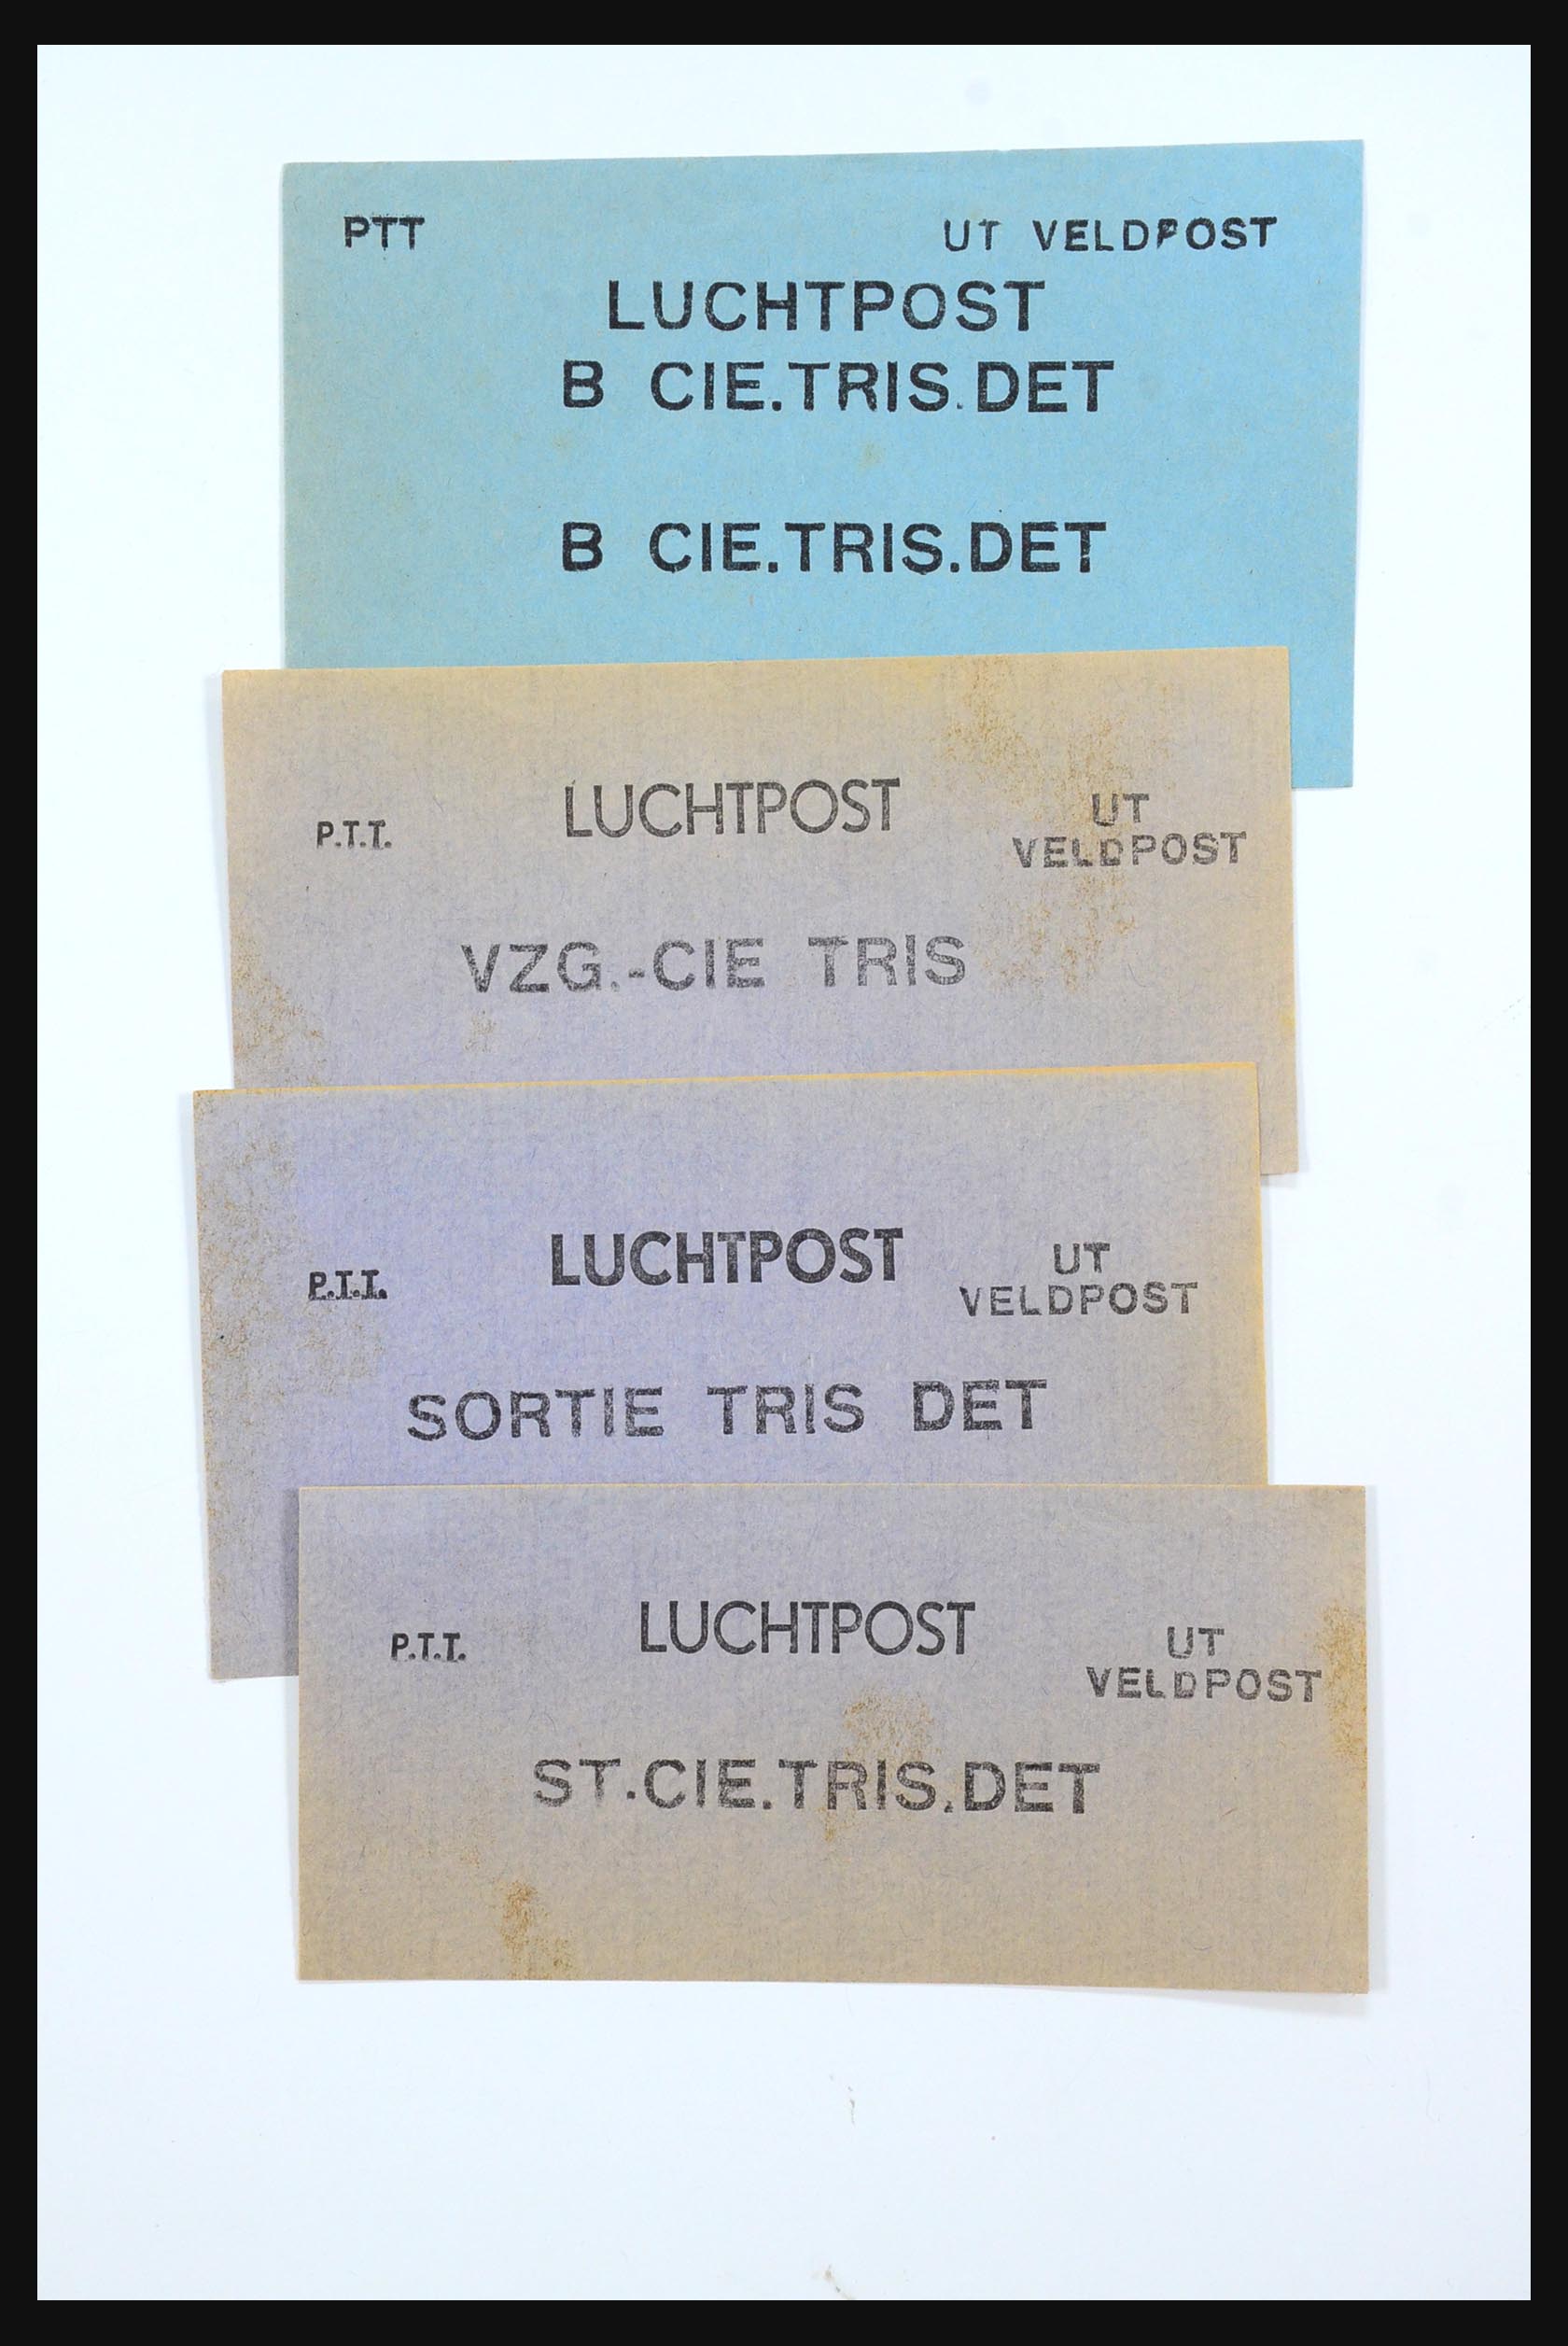 PTT UT VELDPOST
LUCHTPOST
B CIE.TRIS.DET
B CIE.TRIS.DET
P.T.T. LUCHTPOST UT
VELDPOST
VZG.-CIE TRIS
P.T.T. LUCHTPOST UT
VELDPOST
SORTIE TRIS DET
P.T.T. LUCHTPOST UT
VELDPOST
ST.CIE.TRIS.DET